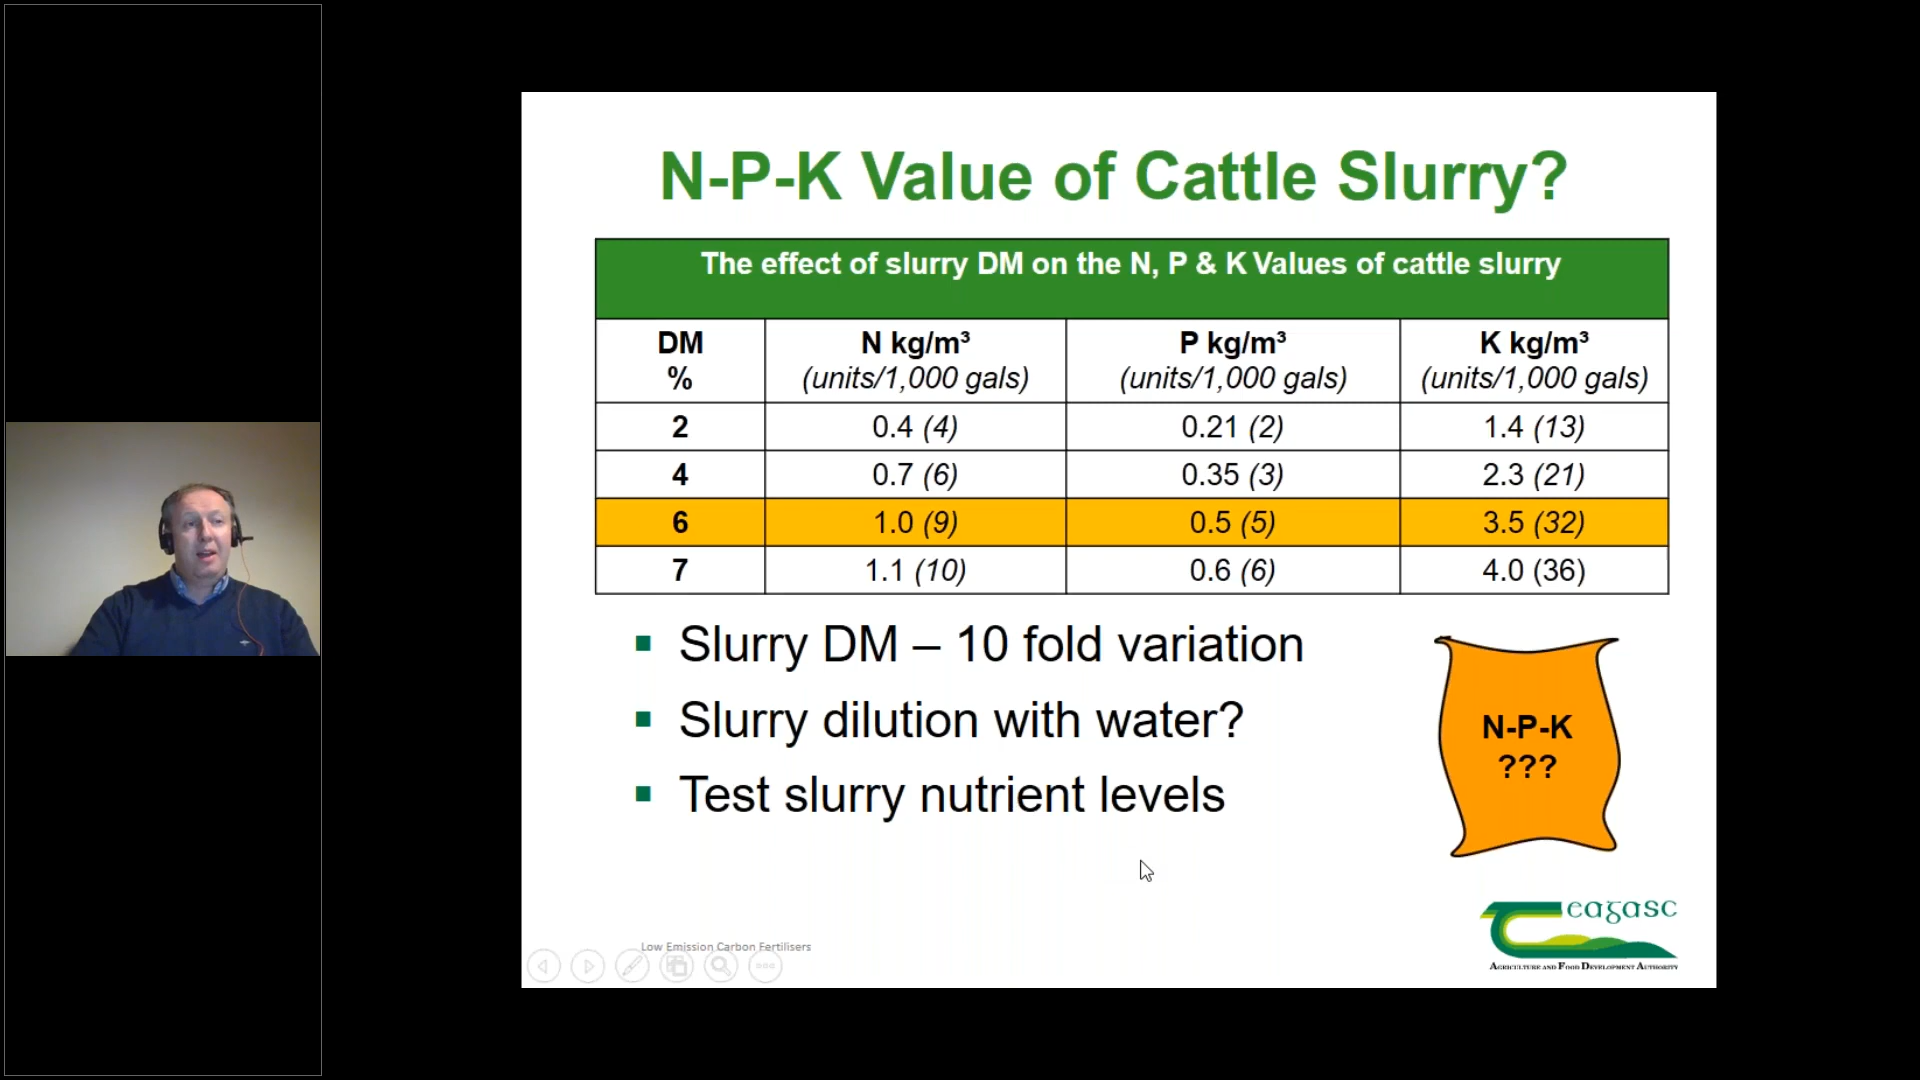 N-P-K Value of Cattle Slurry?
The effect of slurry DM on the N, P & K Values of cattle slurry
DM % N kg/m³ (units/1,000 gals) P kg/m³ (units/1,000 gals) K kg/m³ (units/1,000 gals)
2 0.4 (4) 0.21 (2) 1.4 (13)
4 0.7 (6) 0.35 (3) 2.3 (21)
6 1.0 (9) 0.5 (5) 3.5 (32)
7 1.1 (10) 0.6 (6) 4.0 (36)
Slurry DM – 10 fold variation
Slurry dilution with water?
Test slurry nutrient levels
N-P-K
???
Low Emission Carbon Fertilisers
Teagasc
AGRICULTURE AND FOOD DEVELOPMENT AUTHORITY